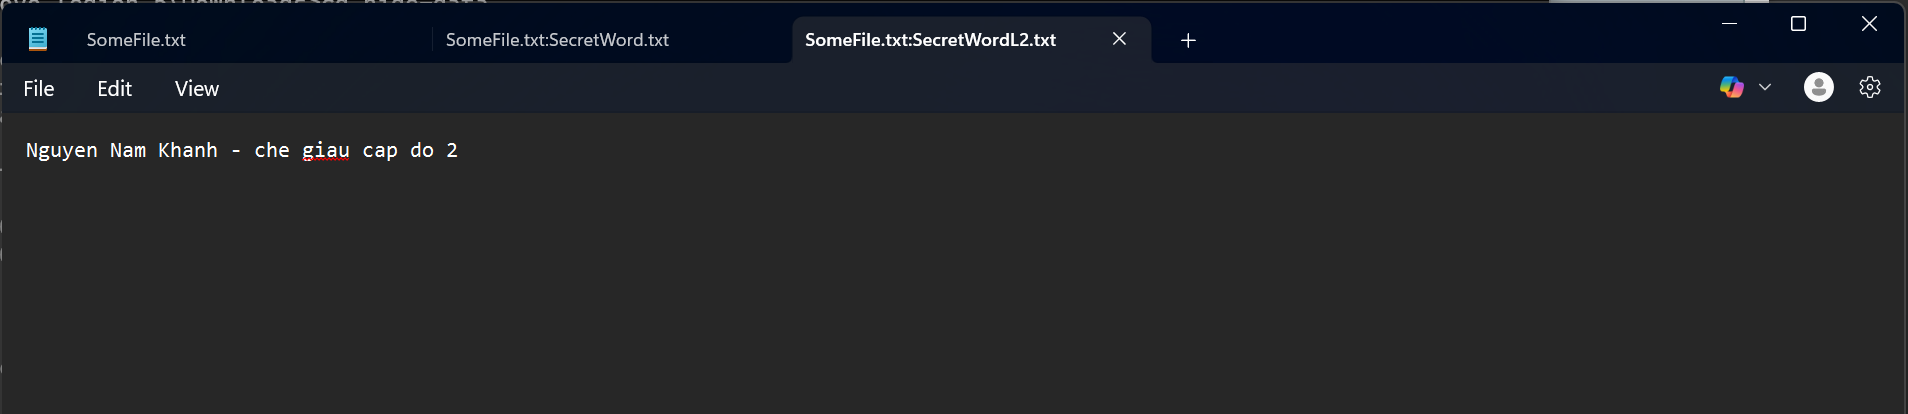 SomeFile.txt
SomeFile.txt:SecretWord.txt
SomeFile.txt:SecretWordL2.txt
File Edit View
Nguyen Nam Khanh - che giau cap do 2